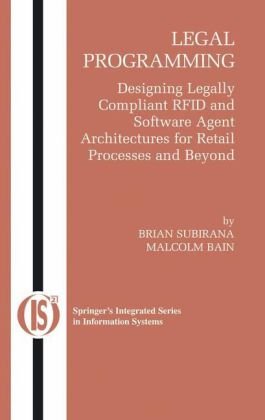 LEGAL
PROGRAMMING
Designing Legally
Compliant RFID and
Software Agent
Architectures for Retail
Processes and Beyond
by
BRIAN SUBIRANA
MALCOLM BAIN
IS
2
Springer's Integrated Series
in Information Systems